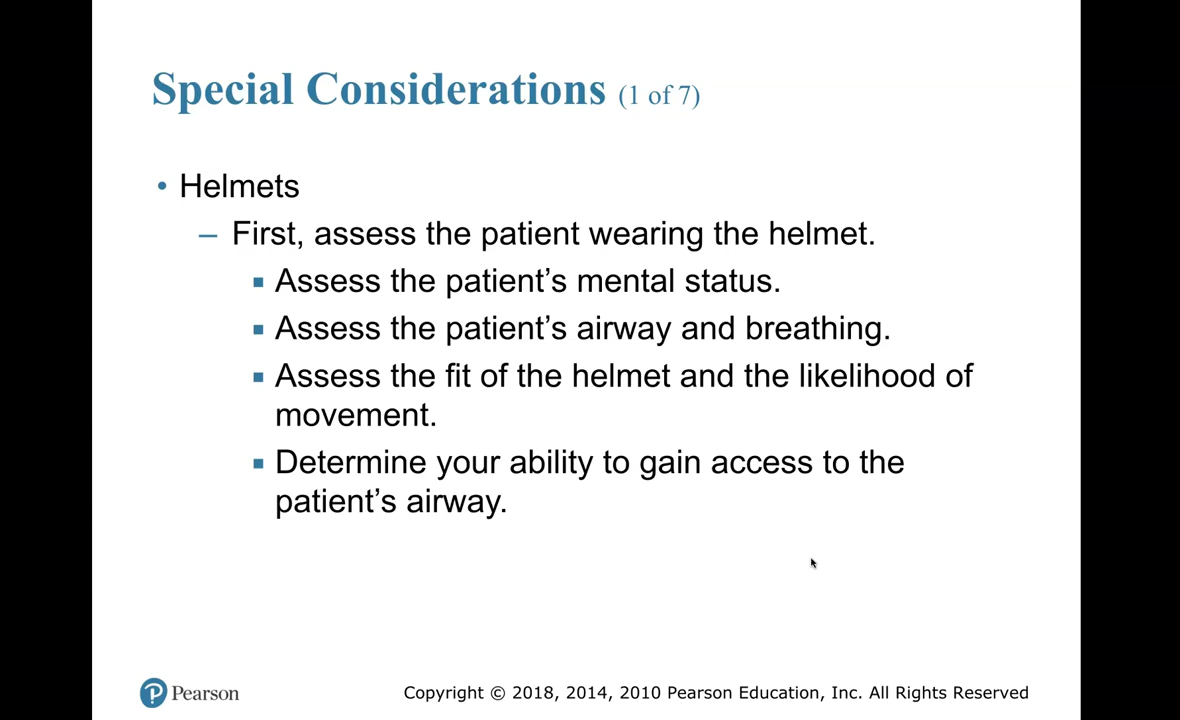 Special Considerations (1 of 7)
• Helmets
– First, assess the patient wearing the helmet.
▪ Assess the patient’s mental status.
▪ Assess the patient’s airway and breathing.
▪ Assess the fit of the helmet and the likelihood of
movement.
▪ Determine your ability to gain access to the
patient’s airway.
P Pearson
Copyright © 2018, 2014, 2010 Pearson Education, Inc. All Rights Reserved